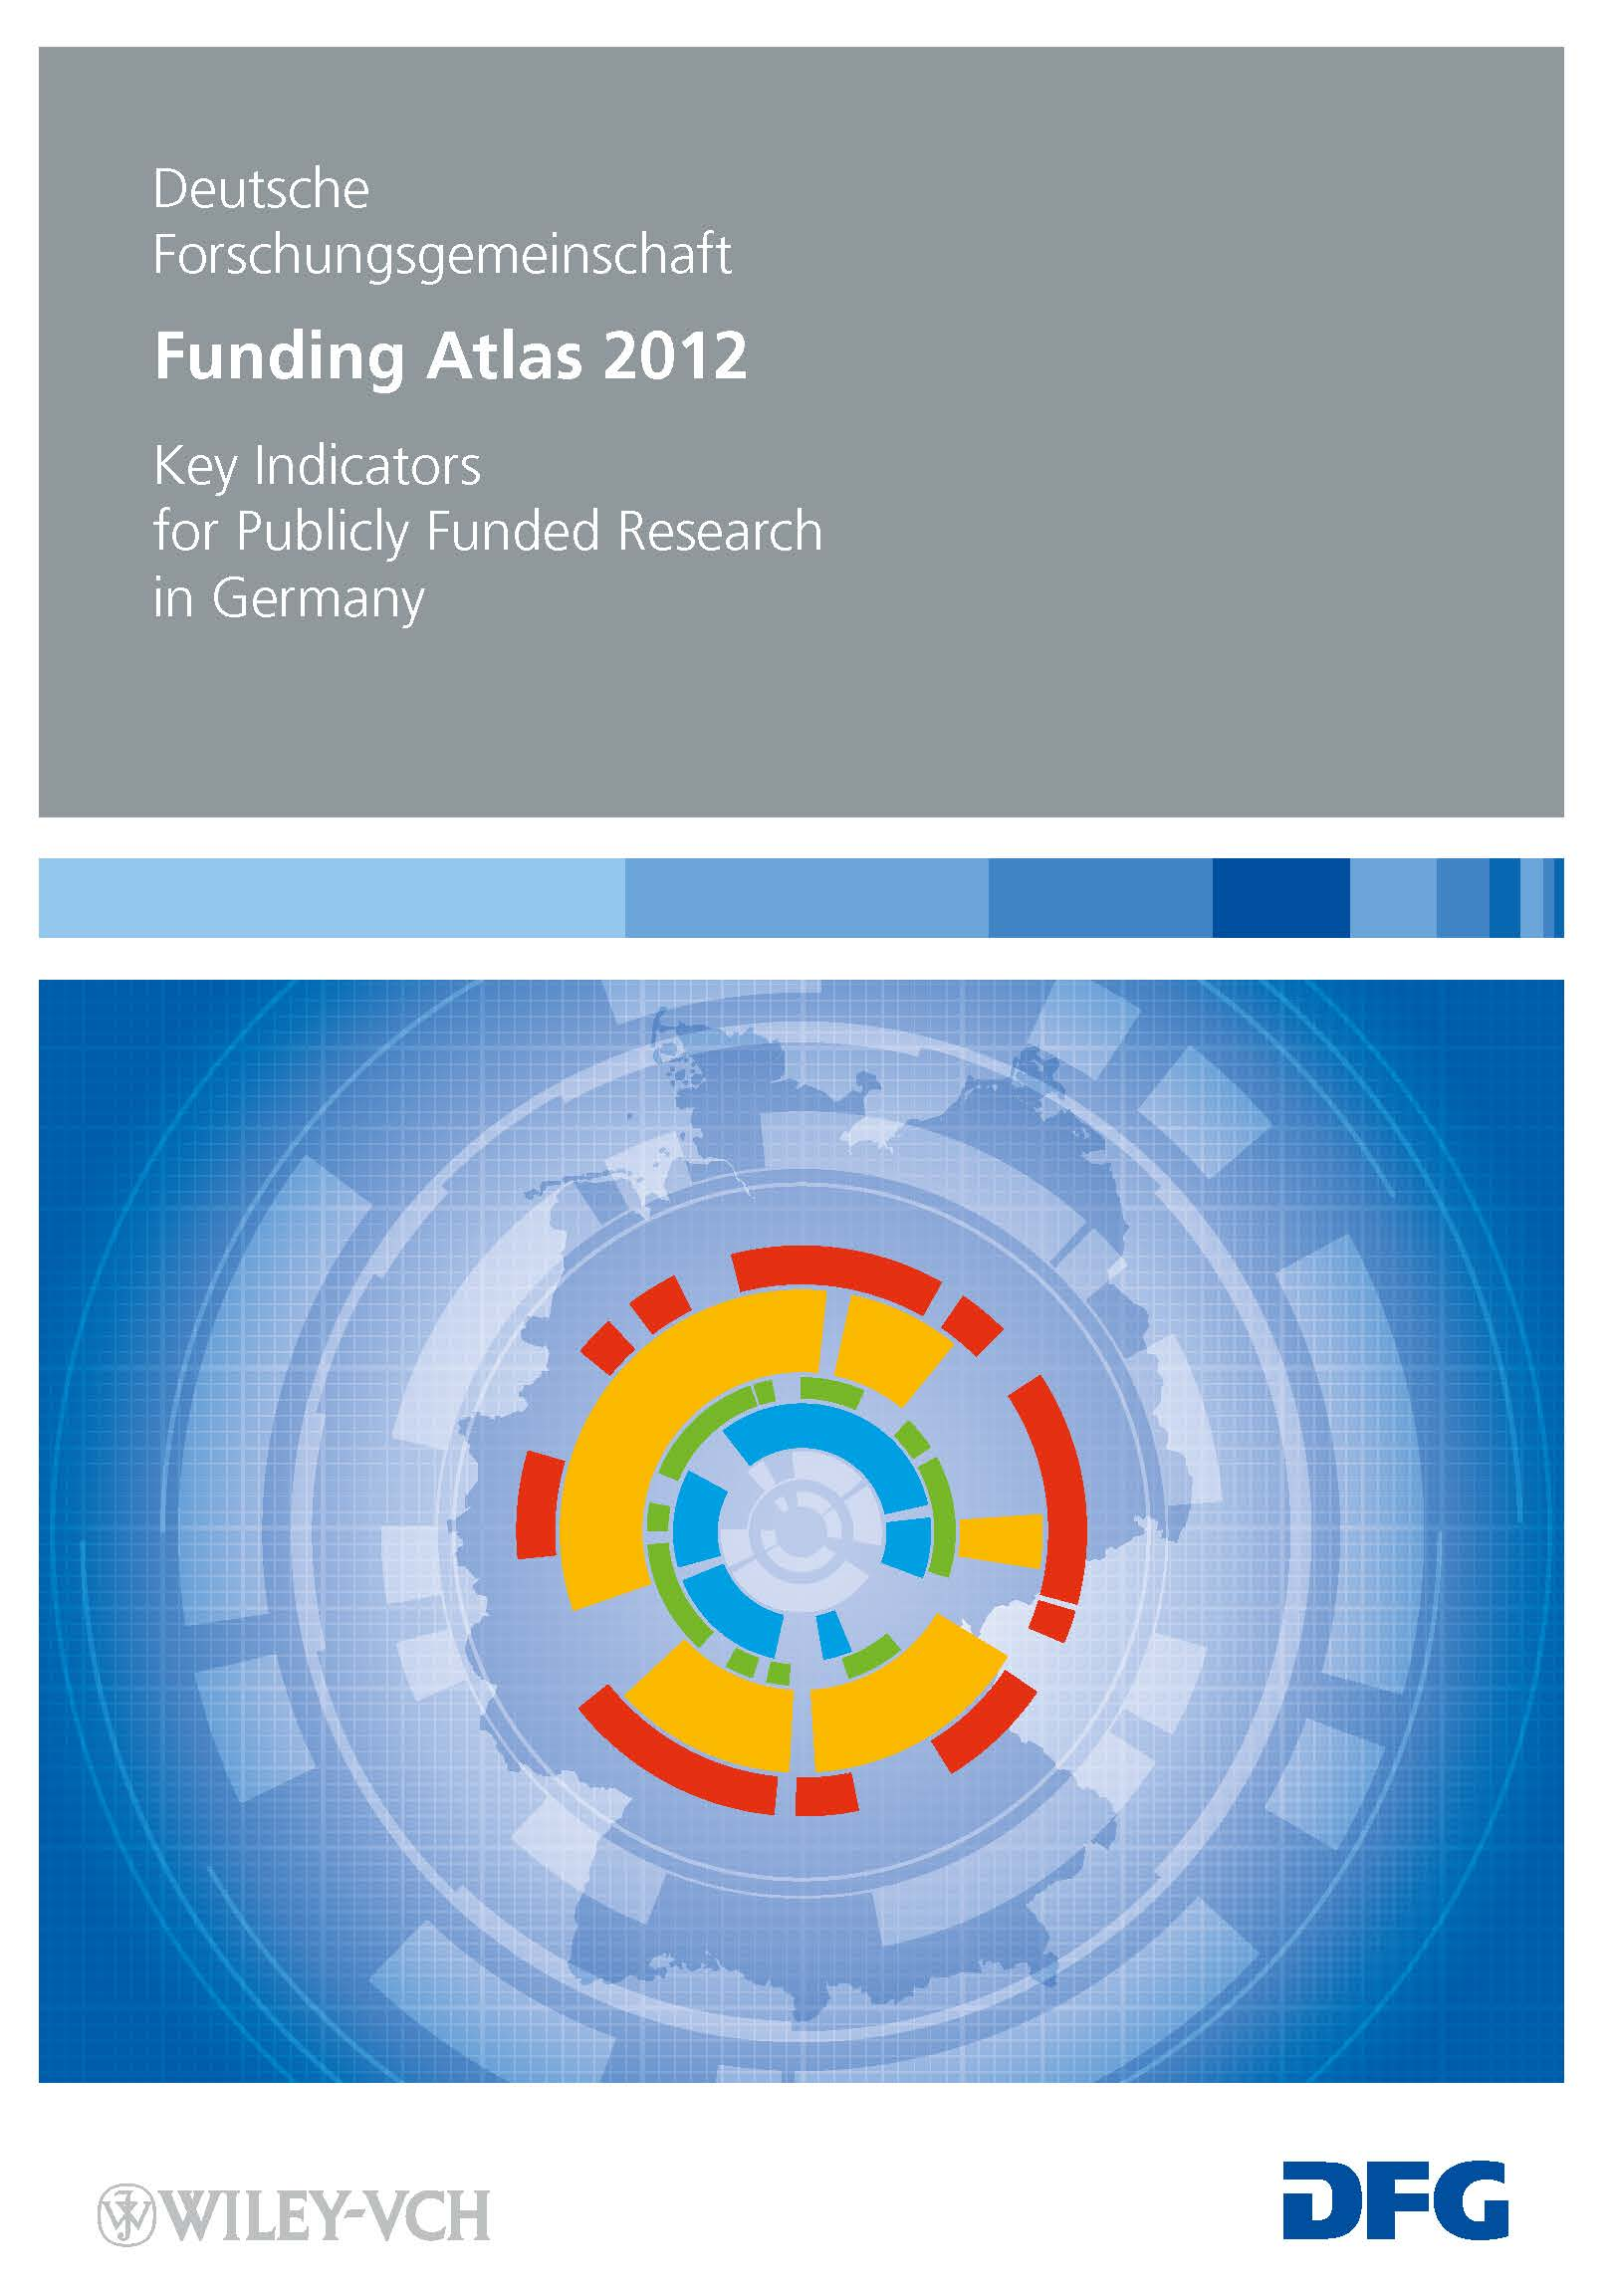 Deutsche
Forschungsgemeinschaft
Funding Atlas 2012
Key Indicators
for Publicly Funded Research
in Germany
WILEY-VCH
DFG